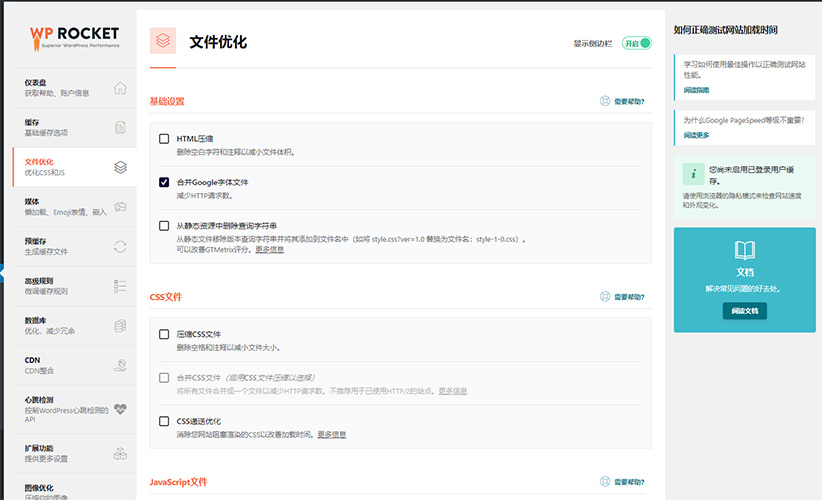 WP ROCKET
Superior WordPress Performance
仪表盘
获取帮助、账户信息
缓存
基础缓存选项
文件优化
优化CSS和JS
媒体
懒加载、Emoji表情、嵌入
预缓存
生成缓存文件
高级规则
微调缓存规则
数据库
优化、减少冗余
CDN
CDN整合
心跳检测
控制WordPress心跳检测的
API
扩展功能
提供更多设置
图像优化
压缩你的图像
文件优化
显示侧边栏
开启
基础设置
需要帮助?
HTML压缩
删除空白字符和注释以减小文件体积。
合并Google字体文件
减少HTTP请求数。
从静态资源中删除查询字符串
从静态文件移除版本查询字符串并将其添加到文件名中（如将 style.css?ver=1.0 替换为文件名：style-1-0.css）。
可以改善GTMetrix评分。更多信息
CSS文件
需要帮助?
压缩CSS文件
删除空格和注释以减小文件大小。
合并CSS文件（启用CSS文件压缩以选择）
将所有文件合并成一个文件以减少HTTP请求数。不推荐用于已使用HTTP/2的站点。更多信息
CSS递送优化
消除您网站阻塞渲染的CSS以改善加载时间。更多信息
JavaScript文件
需要帮助?
如何正确测试网站加载时间
学习如何使用最佳操作以正确测试网站
性能。
阅读指南
为什么Google PageSpeed等级不重要?
阅读更多
您尚未启用已登录用户缓
存。
请使用浏览器的隐私模式来检查网站速度
和外观变化。
文档
解决常见问题的好去处。
阅读文档